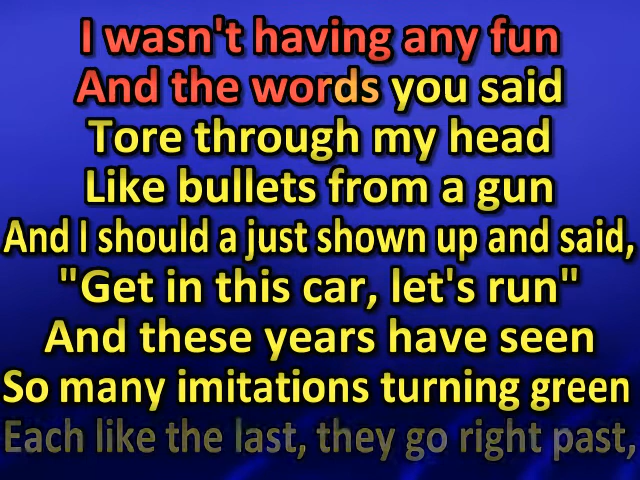 I wasn't having any fun
And the words you said
Tore through my head
Like bullets from a gun
And I should a just shown up and said,
"Get in this car, let's run"
And these years have seen
So many imitations turning green
Each like the last, they go right past,